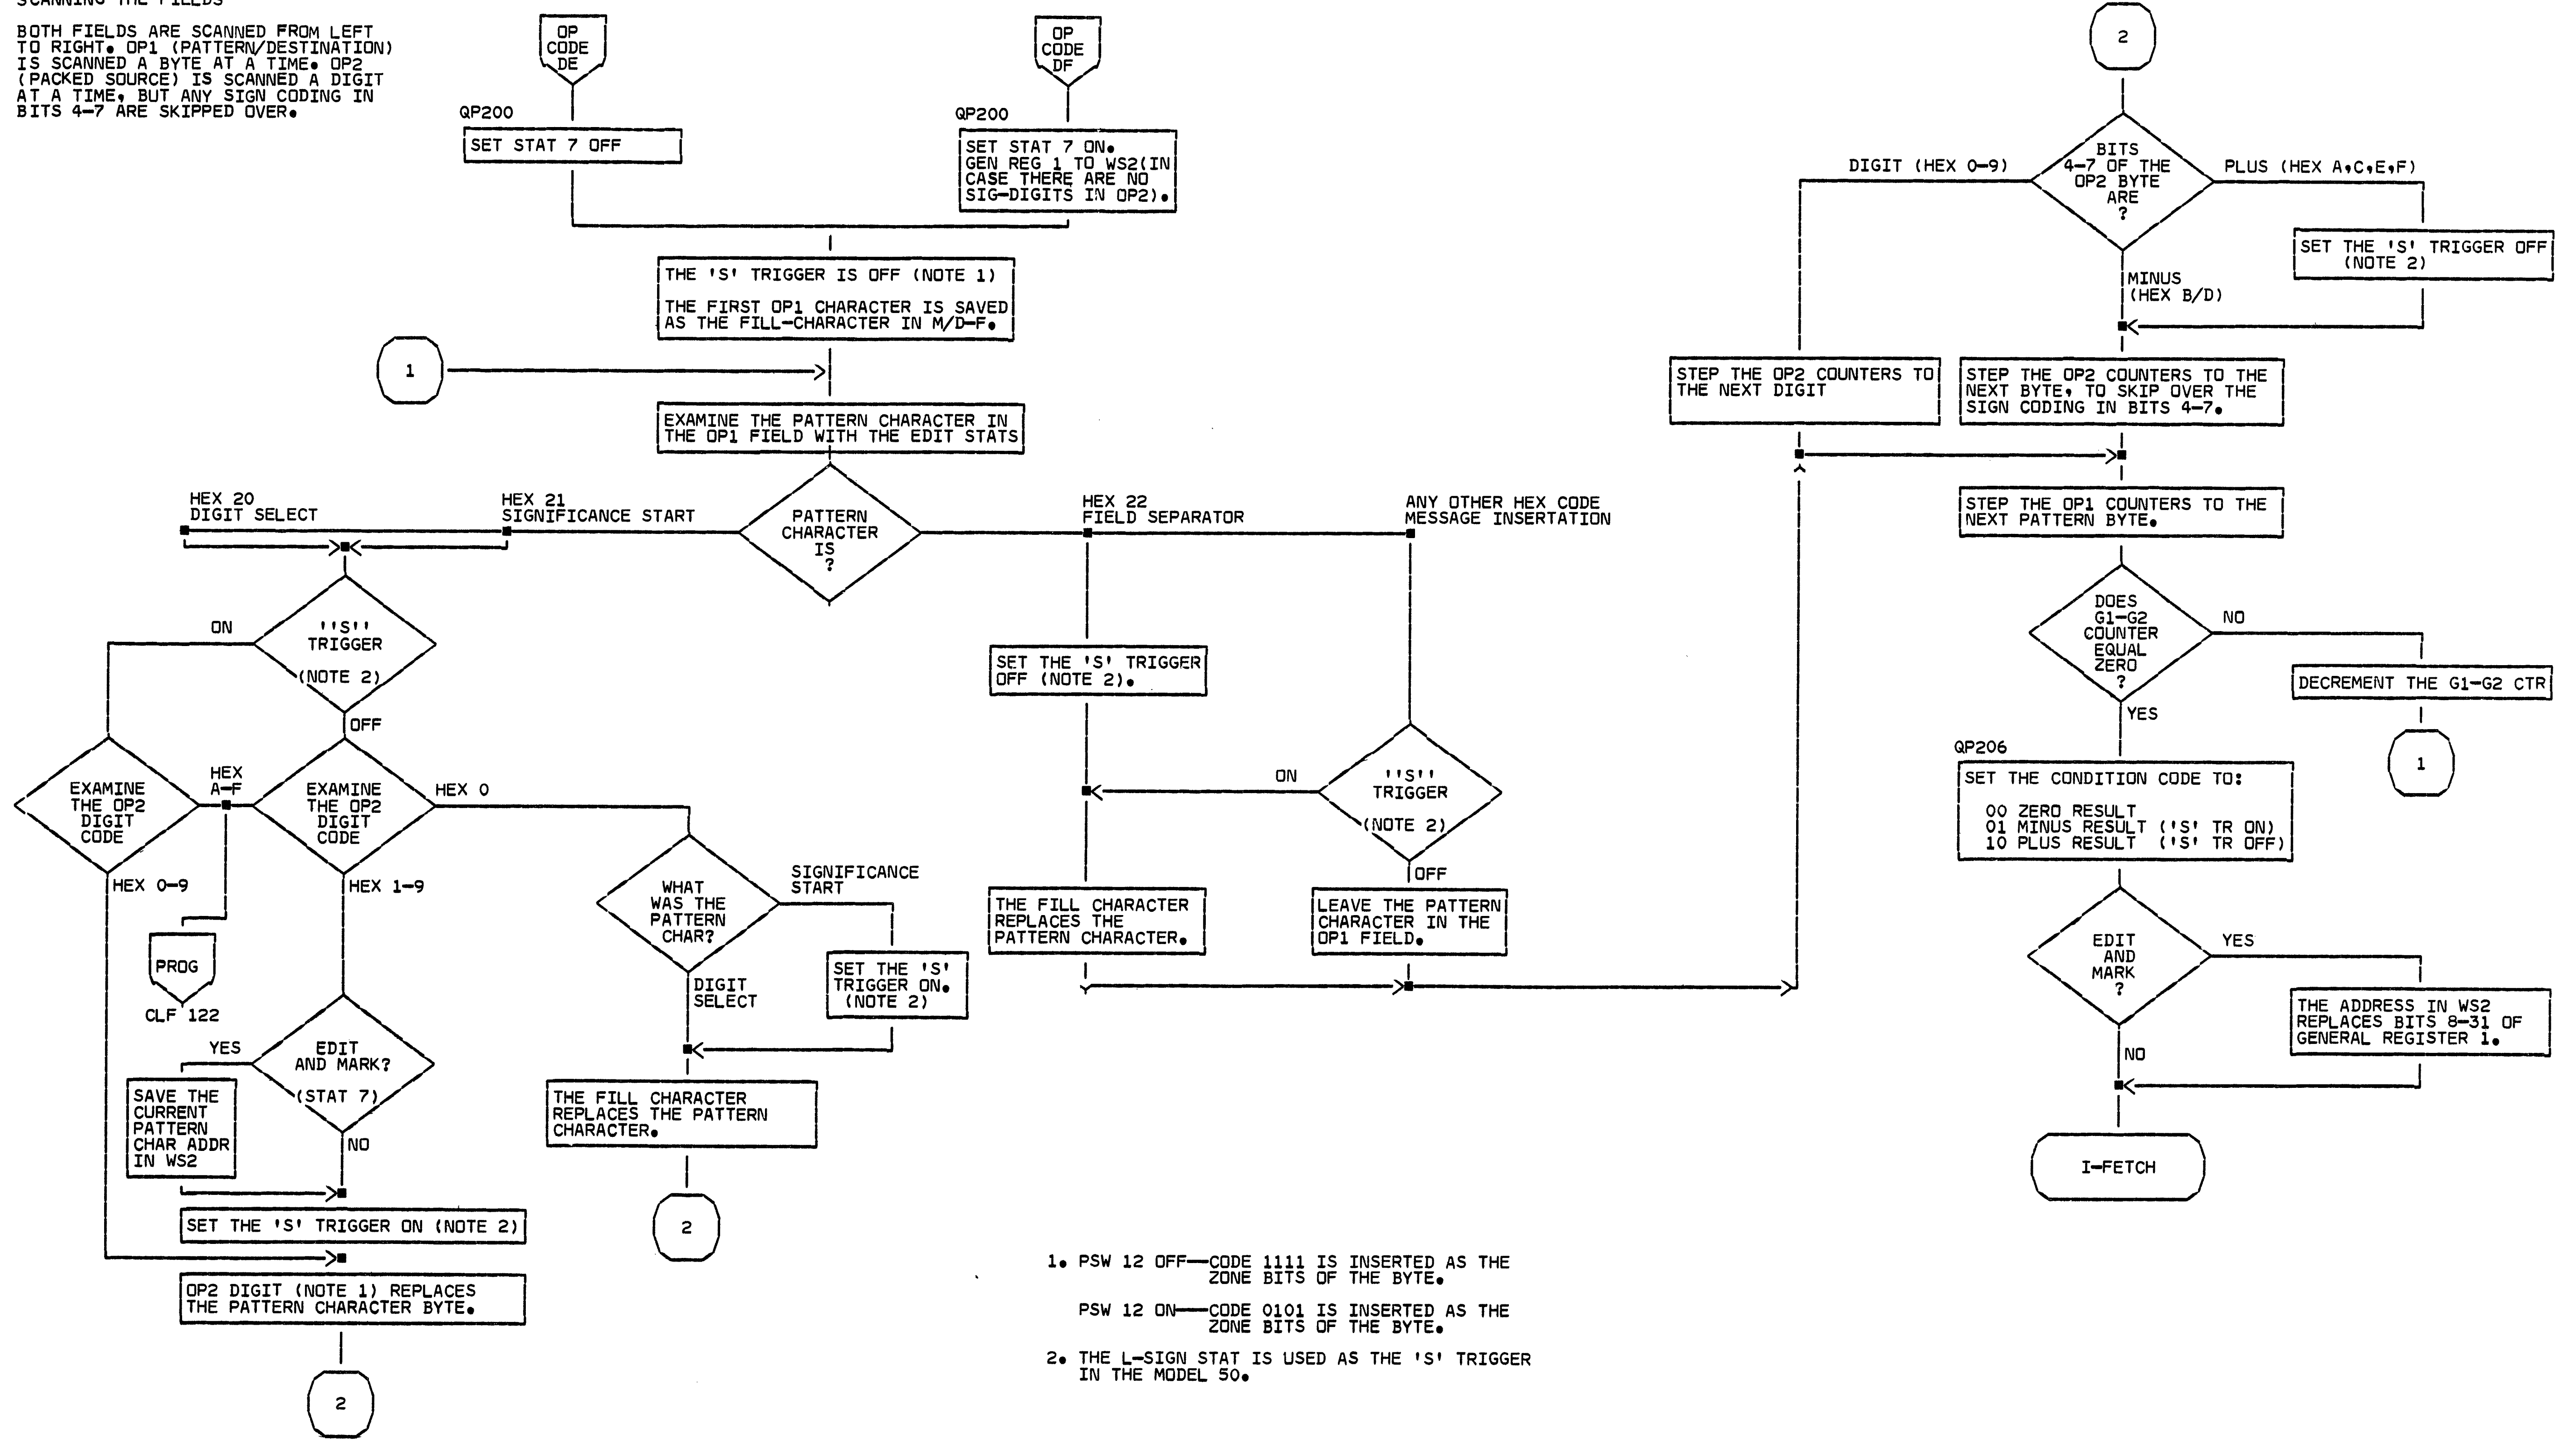 SCANNING THE FIELDS
BOTH FIELDS ARE SCANNED FROM LEFT
TO RIGHT. OP1 (PATTERN/DESTINATION)
IS SCANNED A BYTE AT A TIME. OP2
(PACKED SOURCE) IS SCANNED A DIGIT
AT A TIME, BUT ANY SIGN CODING IN
BITS 4-7 ARE SKIPPED OVER.
OP
CODE
DE
OP
CODE
DF
QP200
SET STAT 7 OFF
QP200
SET STAT 7 ON.
GEN REG 1 TO WS2(IN
CASE THERE ARE NO
SIG-DIGITS IN OP2).
THE 'S' TRIGGER IS OFF (NOTE 1)
THE FIRST OP1 CHARACTER IS SAVED
AS THE FILL-CHARACTER IN M/D-F.
1
EXAMINE THE PATTERN CHARACTER IN
THE OP1 FIELD WITH THE EDIT STATS
PATTERN
CHARACTER
IS
?
HEX 20
DIGIT SELECT
HEX 21
SIGNIFICANCE START
HEX 22
FIELD SEPARATOR
ANY OTHER HEX CODE
MESSAGE INSERTATION
''S''
TRIGGER
(NOTE 2)
ON
OFF
EXAMINE
THE OP2
DIGIT
CODE
HEX
A-F
EXAMINE
THE OP2
DIGIT
CODE
HEX 0
HEX 0-9
HEX 1-9
PROG
CLF 122
WHAT
WAS THE
PATTERN
CHAR?
SIGNIFICANCE
START
DIGIT
SELECT
SET THE 'S'
TRIGGER ON.
(NOTE 2)
YES
EDIT
AND MARK?
(STAT 7)
NO
SAVE THE
CURRENT
PATTERN
CHAR ADDR
IN WS2
SET THE 'S' TRIGGER ON (NOTE 2)
OP2 DIGIT (NOTE 1) REPLACES
THE PATTERN CHARACTER BYTE.
2
THE FILL CHARACTER
REPLACES THE PATTERN
CHARACTER.
2
SET THE 'S' TRIGGER
OFF (NOTE 2).
ON
''S''
TRIGGER
(NOTE 2)
OFF
THE FILL CHARACTER
REPLACES THE
PATTERN CHARACTER.
LEAVE THE PATTERN
CHARACTER IN THE
OP1 FIELD.
1. PSW 12 OFF—CODE 1111 IS INSERTED AS THE
ZONE BITS OF THE BYTE.
PSW 12 ON——CODE 0101 IS INSERTED AS THE
ZONE BITS OF THE BYTE.
2. THE L-SIGN STAT IS USED AS THE 'S' TRIGGER
IN THE MODEL 50.
2
BITS
4-7 OF THE
OP2 BYTE
ARE
?
DIGIT (HEX 0-9)
PLUS (HEX A,C,E,F)
MINUS
(HEX B/D)
SET THE 'S' TRIGGER OFF
(NOTE 2)
STEP THE OP2 COUNTERS TO
THE NEXT DIGIT
STEP THE OP2 COUNTERS TO THE
NEXT BYTE, TO SKIP OVER THE
SIGN CODING IN BITS 4-7.
STEP THE OP1 COUNTERS TO THE
NEXT PATTERN BYTE.
DOES
G1-G2
COUNTER
EQUAL
ZERO
?
NO
YES
DECREMENT THE G1-G2 CTR
1
QP206
SET THE CONDITION CODE TO:
00 ZERO RESULT
01 MINUS RESULT ('S' TR ON)
10 PLUS RESULT ('S' TR OFF)
EDIT
AND
MARK
?
YES
NO
THE ADDRESS IN WS2
REPLACES BITS 8-31 OF
GENERAL REGISTER 1.
I-FETCH